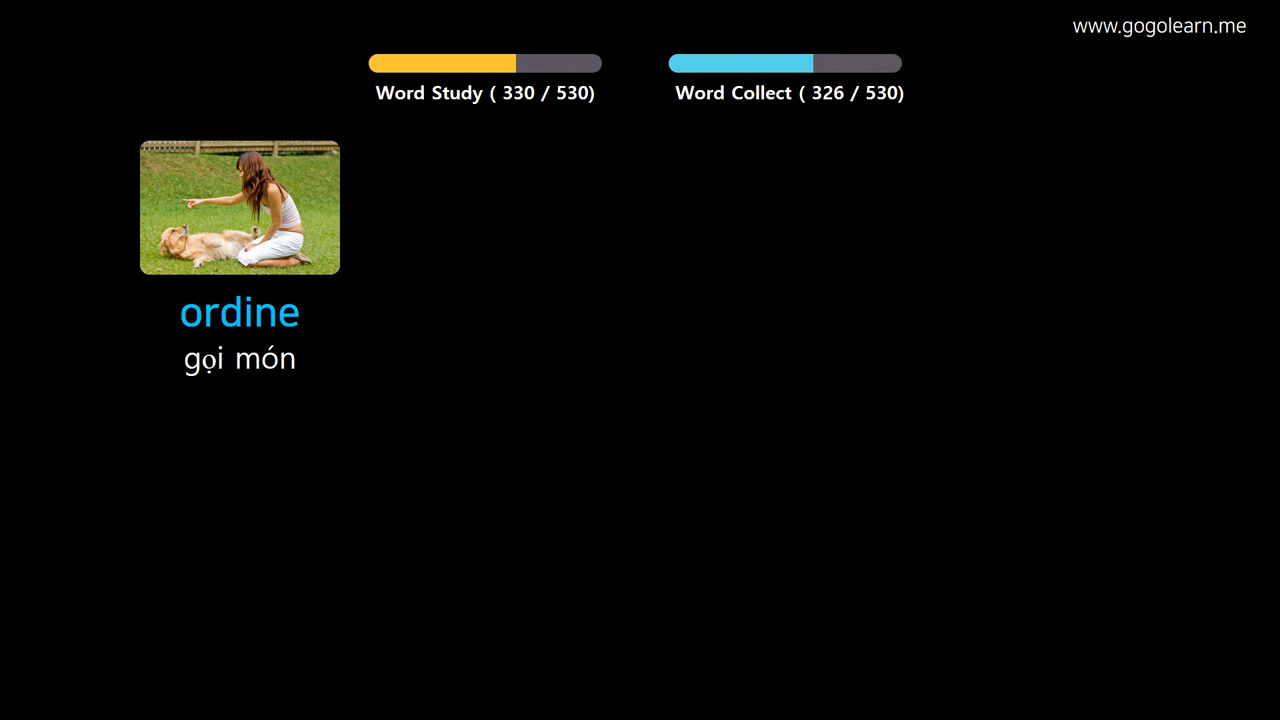 www.gogolearn.me
Word Study ( 330 / 530)
Word Collect ( 326 / 530)
ordine
gọi món